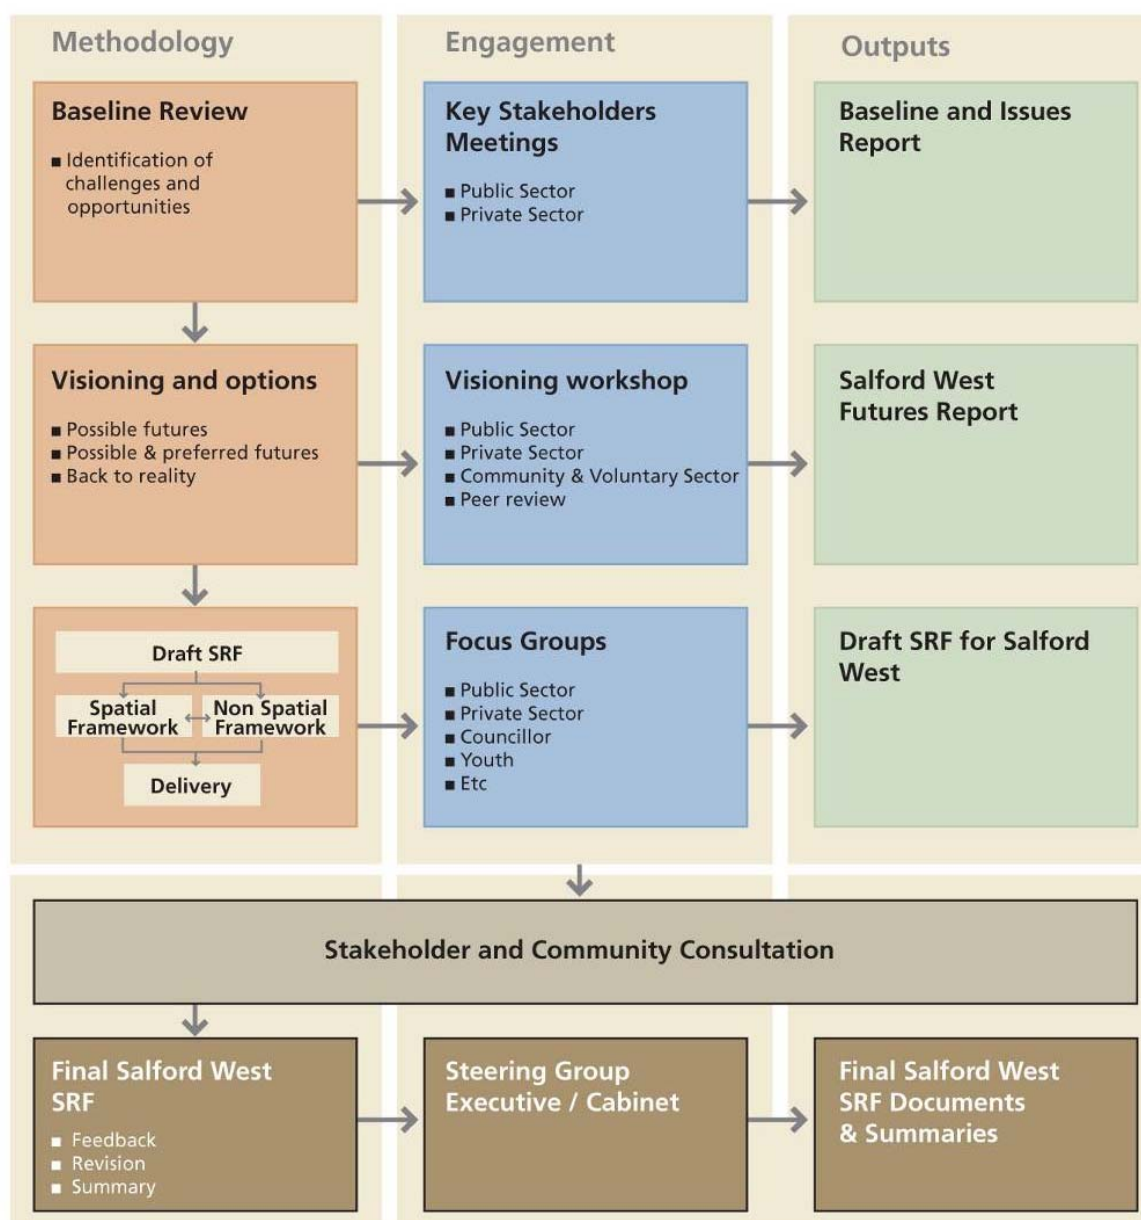 Methodology
Engagement
Outputs
Baseline Review
■ Identification of
challenges and
opportunities
Key Stakeholders
Meetings
■ Public Sector
■ Private Sector
Baseline and Issues
Report
Visioning and options
■ Possible futures
■ Possible & preferred futures
■ Back to reality
Visioning workshop
■ Public Sector
■ Private Sector
■ Community & Voluntary Sector
■ Peer review
Salford West
Futures Report
Draft SRF
Spatial
Framework
Non Spatial
Framework
Delivery
Focus Groups
■ Public Sector
■ Private Sector
■ Councillor
■ Youth
■ Etc
Draft SRF for Salford
West
Stakeholder and Community Consultation
Final Salford West
SRF
■ Feedback
■ Revision
■ Summary
Steering Group
Executive / Cabinet
Final Salford West
SRF Documents
& Summaries